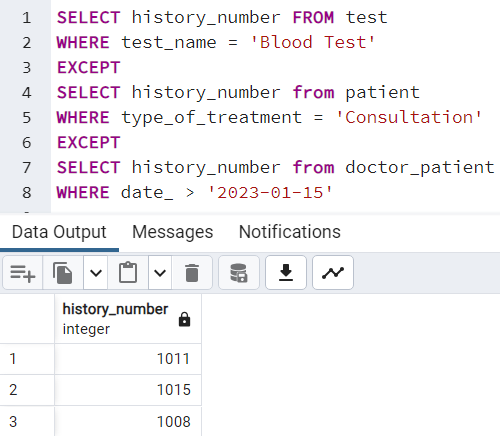 1 SELECT history_number FROM test
2 WHERE test_name = 'Blood Test'
3 EXCEPT
4 SELECT history_number from patient
5 WHERE type_of_treatment = 'Consultation'
6 EXCEPT
7 SELECT history_number from doctor_patient
8 WHERE date_ > '2023-01-15'
Data Output Messages Notifications
history_number
integer
1 1011
2 1015
3 1008